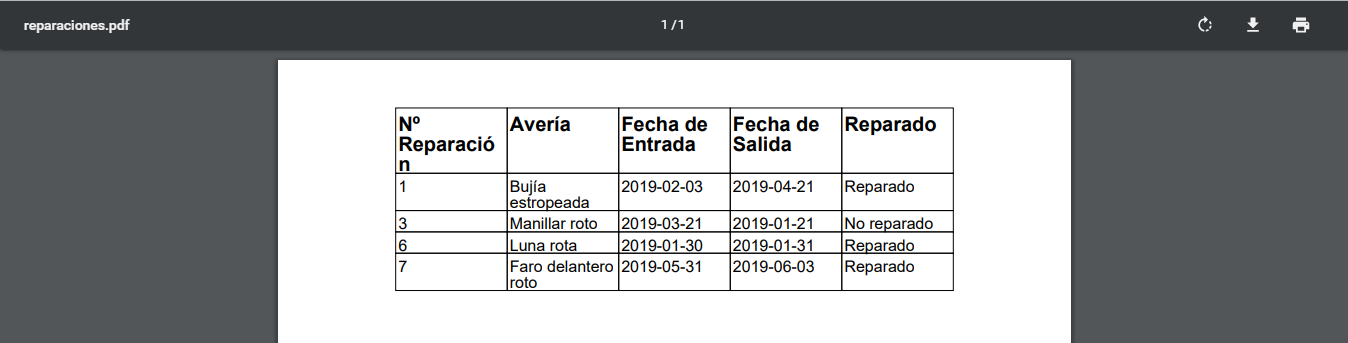 reparaciones.pdf 1 / 1
Nº Reparación Avería Fecha de Entrada Fecha de Salida Reparado
1 Bujía estropeada 2019-02-03 2019-04-21 Reparado
3 Manillar roto 2019-03-21 2019-01-21 No reparado
6 Luna rota 2019-01-30 2019-01-31 Reparado
7 Faro delantero roto 2019-05-31 2019-06-03 Reparado